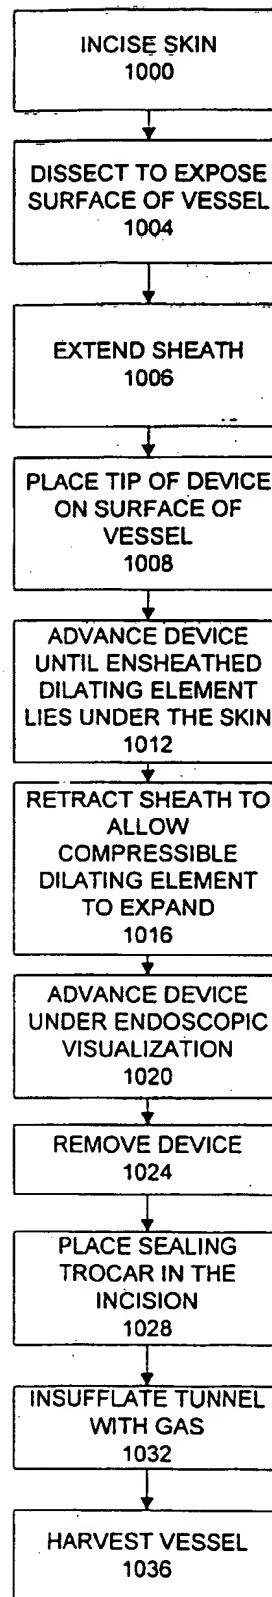 INCISE SKIN
1000
DISSECT TO EXPOSE
SURFACE OF VESSEL
1004
EXTEND SHEATH
1006
PLACE TIP OF DEVICE
ON SURFACE OF
VESSEL
1008
ADVANCE DEVICE
UNTIL ENSHEATHED
DILATING ELEMENT
LIES UNDER THE SKIN
1012
RETRACT SHEATH TO
ALLOW
COMPRESSIBLE
DILATING ELEMENT
TO EXPAND
1016
ADVANCE DEVICE
UNDER ENDOSCOPIC
VISUALIZATION
1020
REMOVE DEVICE
1024
PLACE SEALING
TROCAR IN THE
INCISION
1028
INSUFLATE TUNNEL
WITH GAS
1032
HARVEST VESSEL
1036